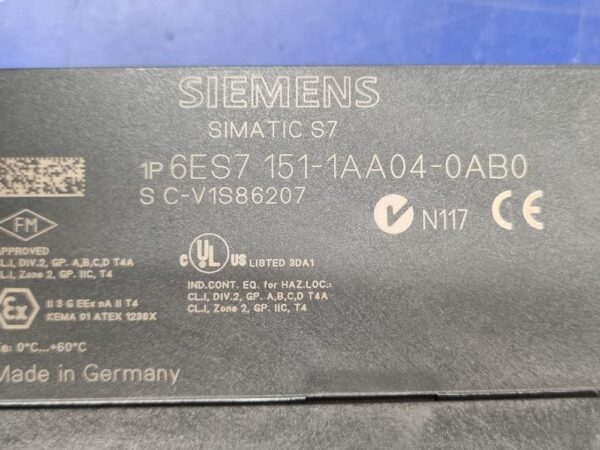 SIEMENS
SIMATIC S7
1P 6ES7 151-1AA04-0AB0
S C-V1S86207
N117 CE
FM
APPROVED
CL.I, DIV.2, GP. A,B,C,D T4A
CL.I, Zone 2, GP. IIC, T4
c UL US LISTED 3DA1
IND.CONT. EQ. for HAZ.LOC.:
CL.I, DIV.2, GP. A,B,C,D T4A
CL.I, Zone 2, GP. IIC, T4
Ex II 3 G EEx nA II T4
KEMA 01 ATEX 1238X
0°C...+60°C
Made in Germany